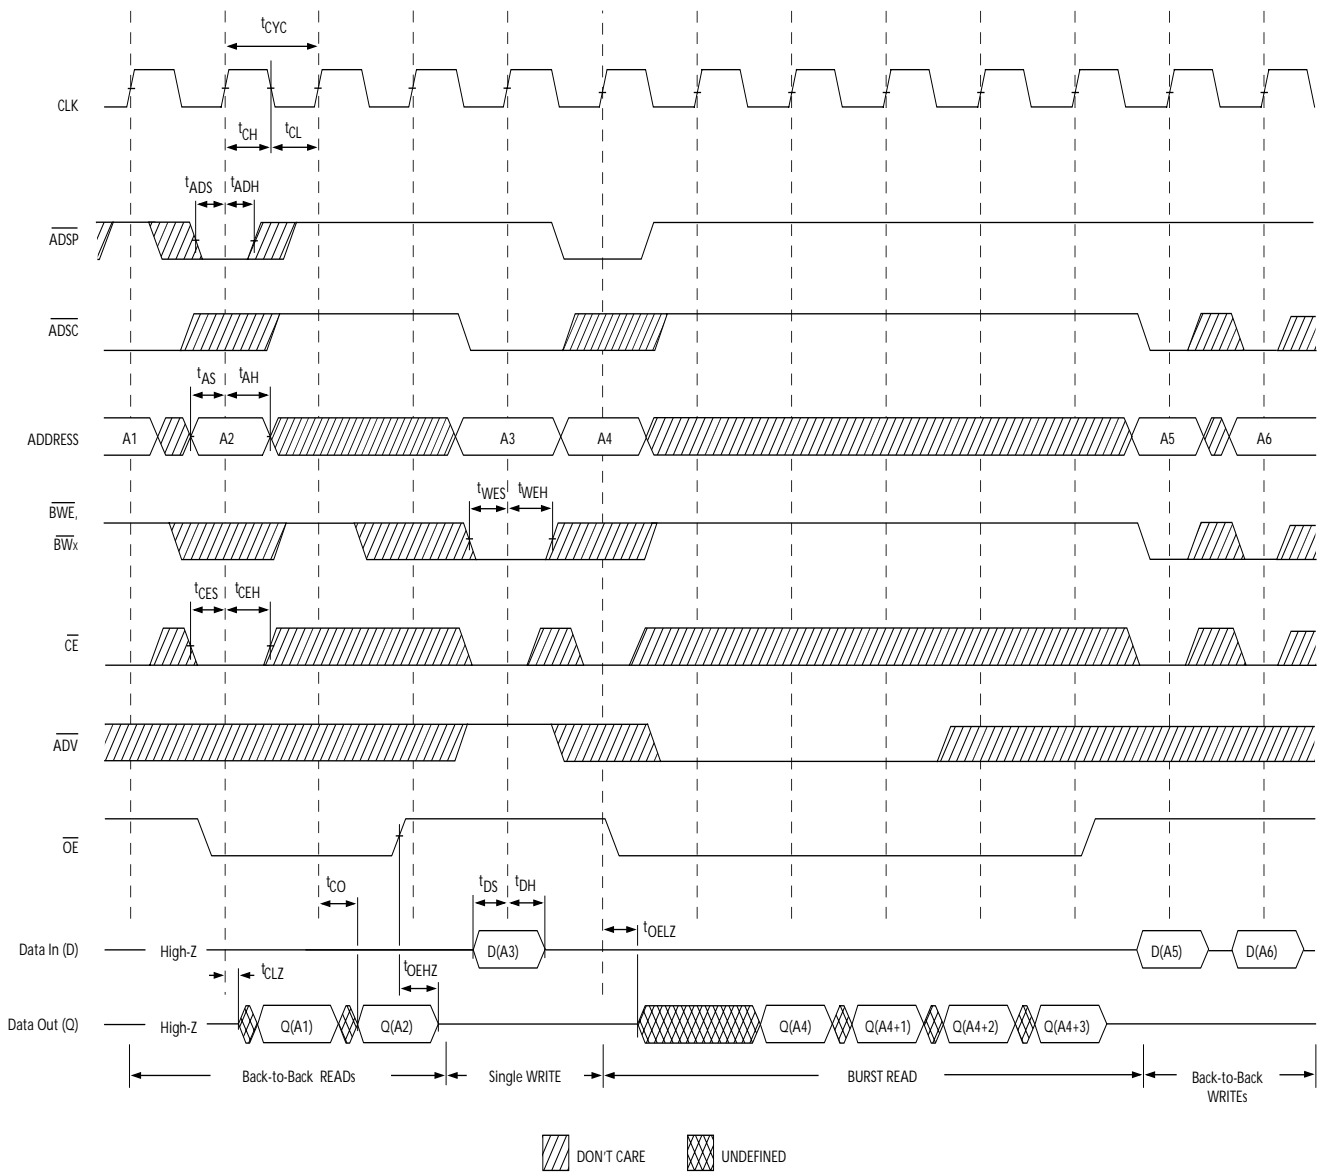 tCYC
CLK
tCH tCL
tADS tADH
ADSP
ADSC
tAS tAH
ADDRESS A1 A2 A3 A4 A5 A6
tWES tWEH
BWE,
BWx
tCES tCEH
CE
ADV
OE
tCO tDS tDH
tOELZ
Data In (D) High-Z D(A3) D(A5) D(A6)
tCLZ tOEHZ
Data Out (Q) High-Z Q(A1) Q(A2) Q(A4) Q(A4+1) Q(A4+2) Q(A4+3)
Back-to-Back READs Single WRITE BURST READ Back-to-Back
WRITEs
DON'T CARE UNDEFINED